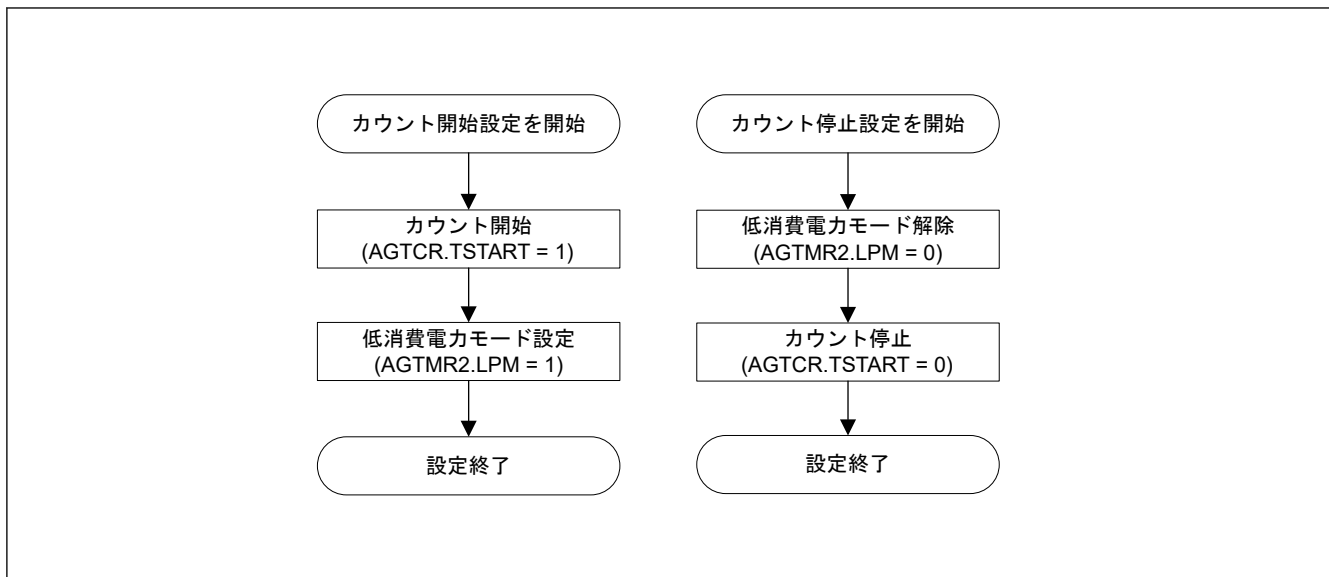 カウント開始設定を開始
カウント開始
(AGTCR.TSTART = 1)
低消費電力モード設定
(AGTMR2.LPM = 1)
設定終了
カウント停止設定を開始
低消費電力モード解除
(AGTMR2.LPM = 0)
カウント停止
(AGTCR.TSTART = 0)
設定終了